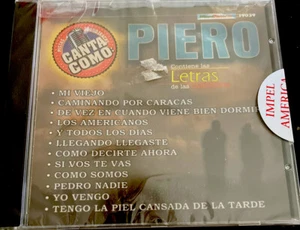 CANTA
COMO
PIERO
Contiene las
Letras
de las
• MI VIEJO
• CAMINANDO POR CARACAS
• DE VEZ EN CUANDO VIENE BIEN DORMI
• LOS AMERICANOS
• Y TODOS LOS DIAS
• LLEGANDO LLEGASTE
• COMO DECIRTE AHORA
• SI VOS TE VAS
• COMO SOMOS
• PEDRO NADIE
• YO VENGO
• TENGO LA PIEL CANSADA DE LA TARDE
IMPEL
AMERICA